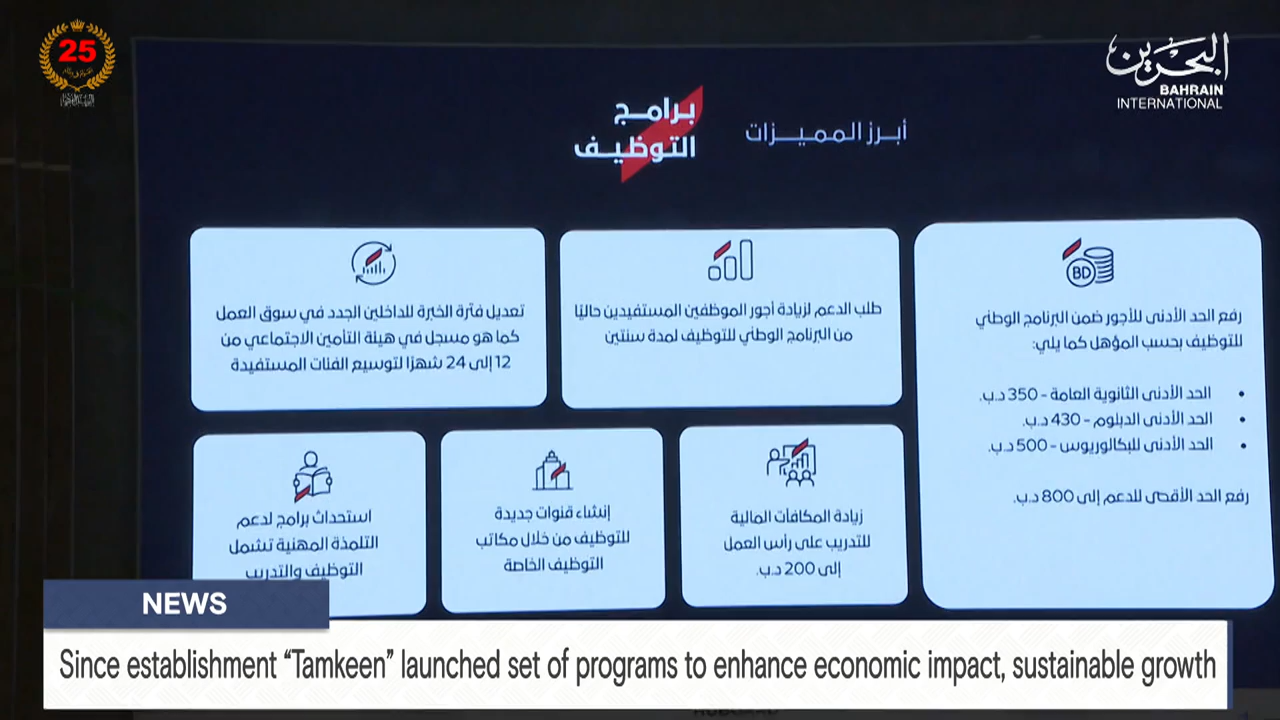 25
البحرين
BAHRAIN
INTERNATIONAL
أبرز المميزات
برامج
التوظيف
رفع الحد الأدنى للأجور ضمن البرنامج الوطني
للتوظيف بحسب المؤهل كما يلي:
• الحد الأدنى الثانوية العامة - 350 د.ب.
• الحد الأدنى الدبلوم - 430 د.ب.
• الحد الأدنى للبكالوريوس - 500 د.ب.
رفع الحد الأقصى للدعم إلى 800 د.ب.
BD
طلب الدعم لزيادة أجور الموظفين المستفيدين حاليًا
من البرنامج الوطني للتوظيف لمدة سنتين
تعديل فترة الخبرة للداخلين الجدد في سوق العمل
كما هو مسجل في هيئة التأمين الاجتماعي من
12 إلى 24 شهرًا لتوسيع الفئات المستفيدة
زيادة المكافآت المالية
للتدريب على رأس العمل
إلى 200 د.ب.
إنشاء قنوات جديدة
للتوظيف من خلال مكاتب
التوظيف الخاصة
استحداث برامج لدعم
التلمذة المهنية تشمل
التوظيف والتدريب
NEWS
Since establishment “Tamkeen” launched set of programs to enhance economic impact, sustainable growth